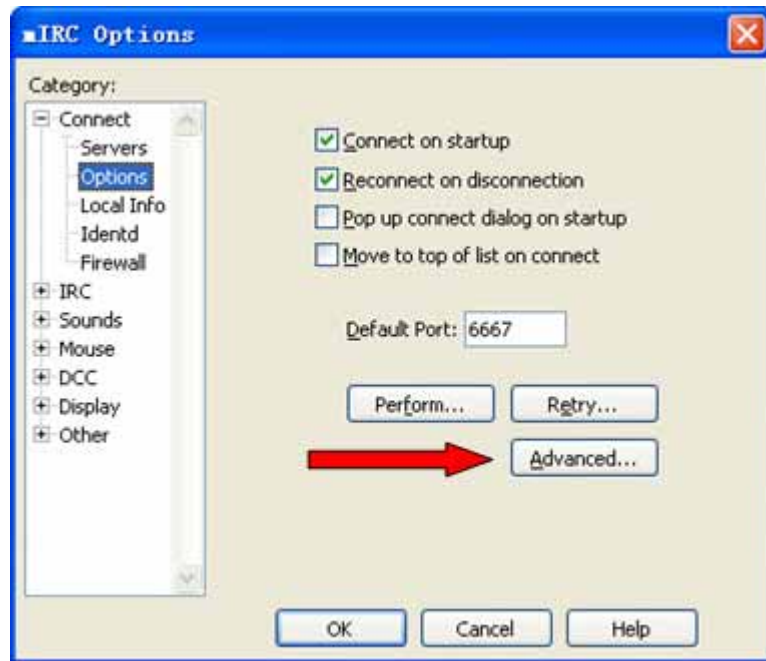 ■IRC Options
Category:
Connect
Servers
Options
Local Info
Identd
Firewall
IRC
Sounds
Mouse
DCC
Display
Other
Connect on startup
Reconnect on disconnection
Pop up connect dialog on startup
Move to top of list on connect
Default Port: 6667
Perform... Retry...
Advanced...
OK Cancel Help